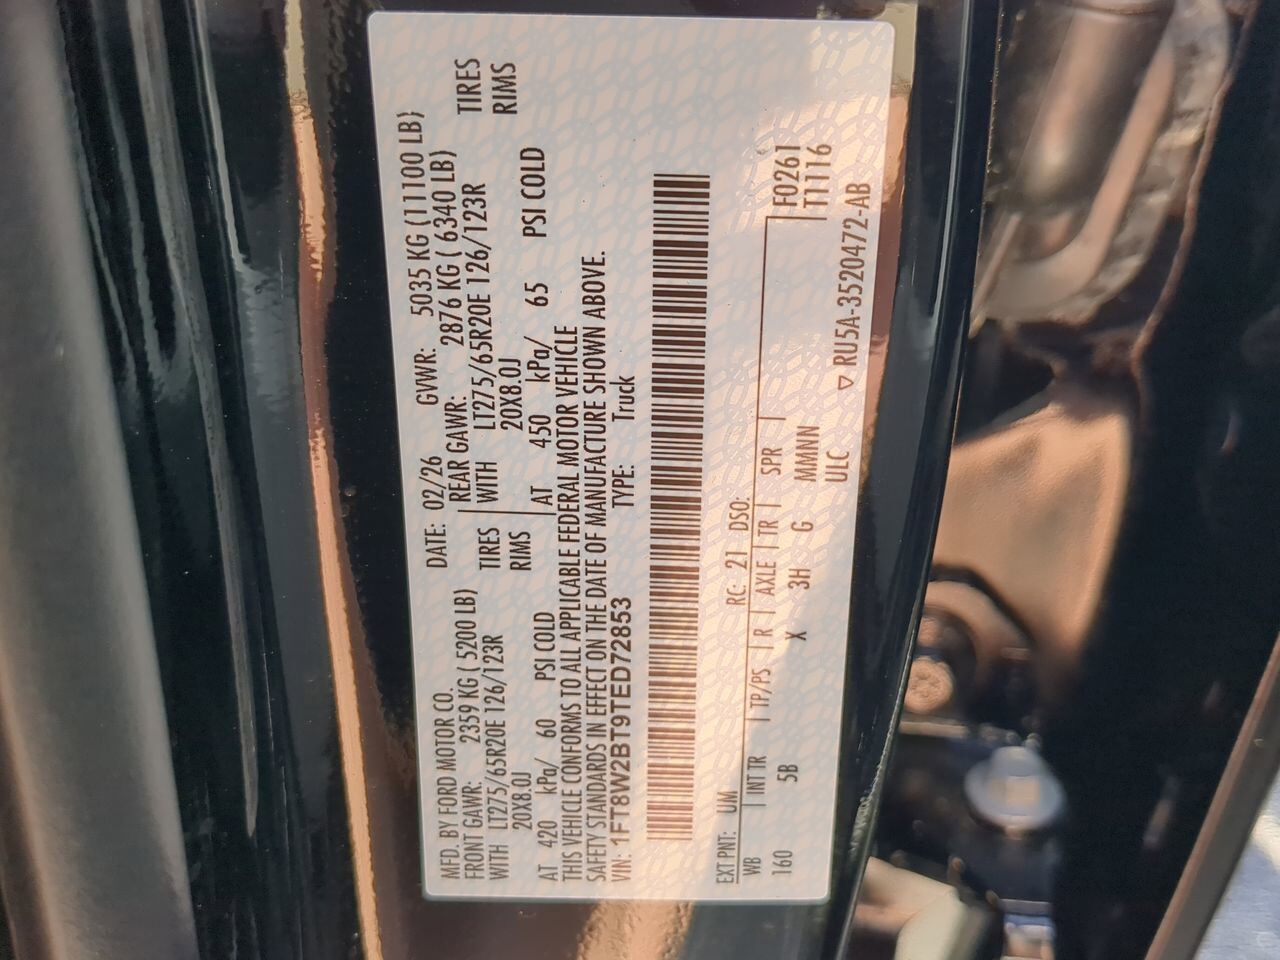 MFD. BY FORD MOTOR CO. DATE: 02/26 GVWR: 5035 KG (11100 LB)
FRONT GAWR: 2359 KG ( 5200 LB) REAR GAWR: 2876 KG ( 6340 LB)
WITH LT275/65R20E 126/123R TIRES WITH LT275/65R20E 126/123R TIRES
20X8.0J RIMS 20X8.0J RIMS
AT 420 kPa/ 60 PSI COLD AT 450 kPa/ 65 PSI COLD
THIS VEHICLE CONFORMS TO ALL APPLICABLE FEDERAL MOTOR VEHICLE
SAFETY STANDARDS IN EFFECT ON THE DATE OF MANUFACTURE SHOWN ABOVE.
VIN: 1FT8W2BT9TED72853 TYPE: Truck
EXT PNT: UM RC: 21 DSO:
WB INT TR TP/PS R AXLE TR SPR F0261
160 5B X 3H G MMNN T1116
ULC ▽ RU5A-3520472-AB